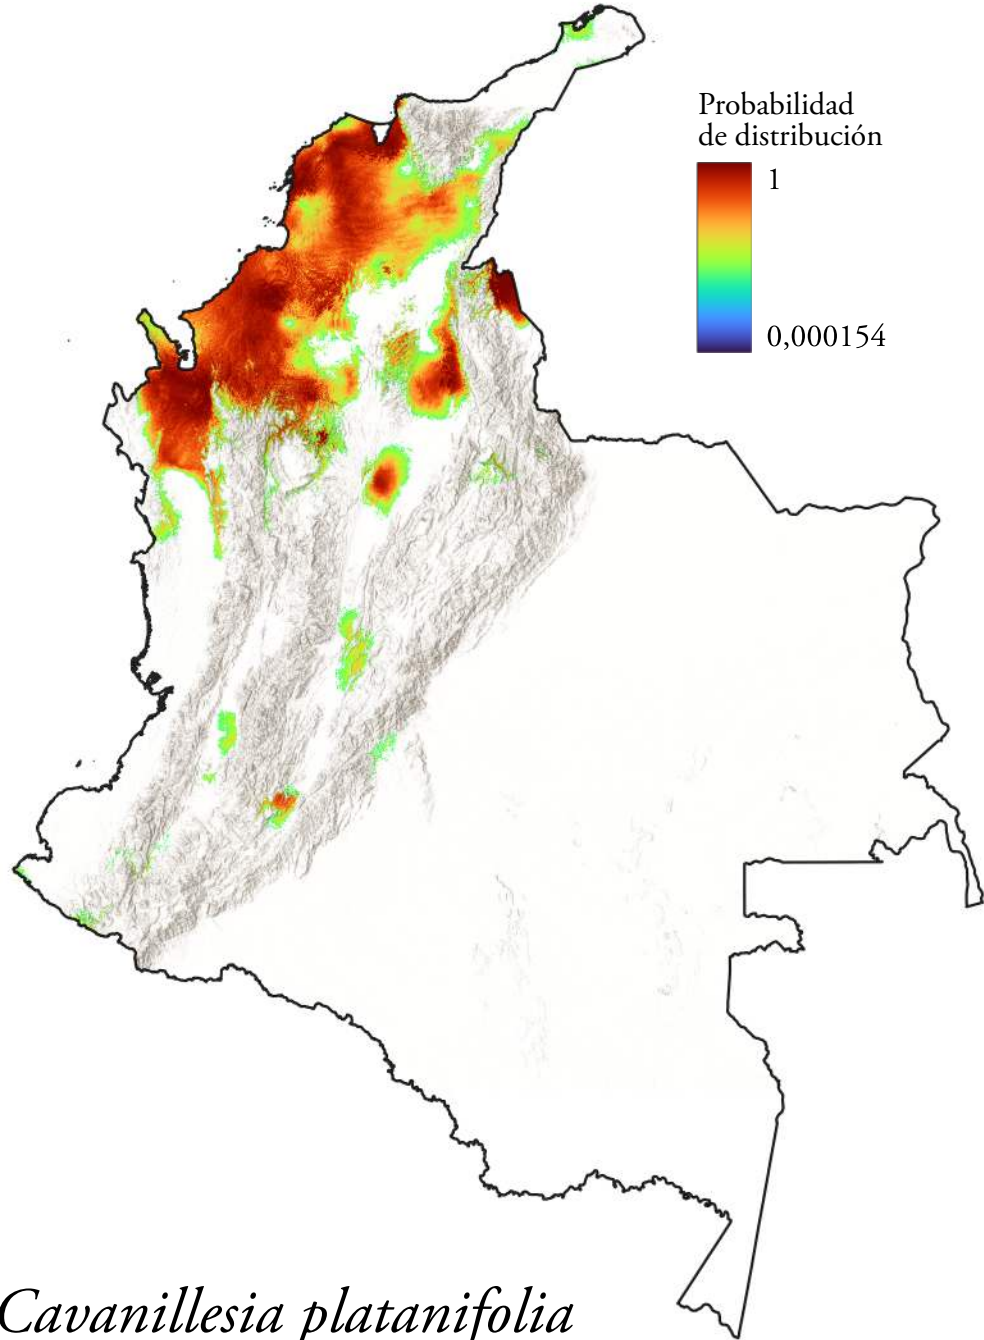 Probabilidad
de distribución
1
0,000154
Cavanillesia platanifolia